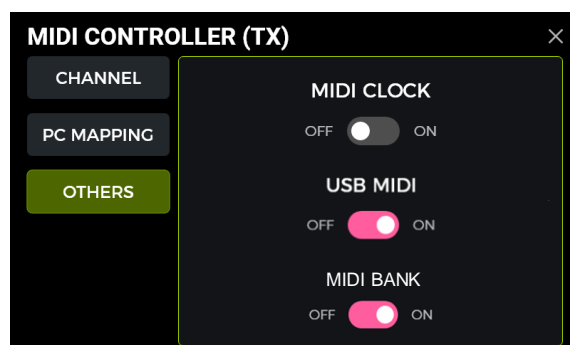 MIDI CONTROLLER (TX)
CHANNEL
PC MAPPING
OTHERS
MIDI CLOCK
OFF ON
USB MIDI
OFF ON
MIDI BANK
OFF ON